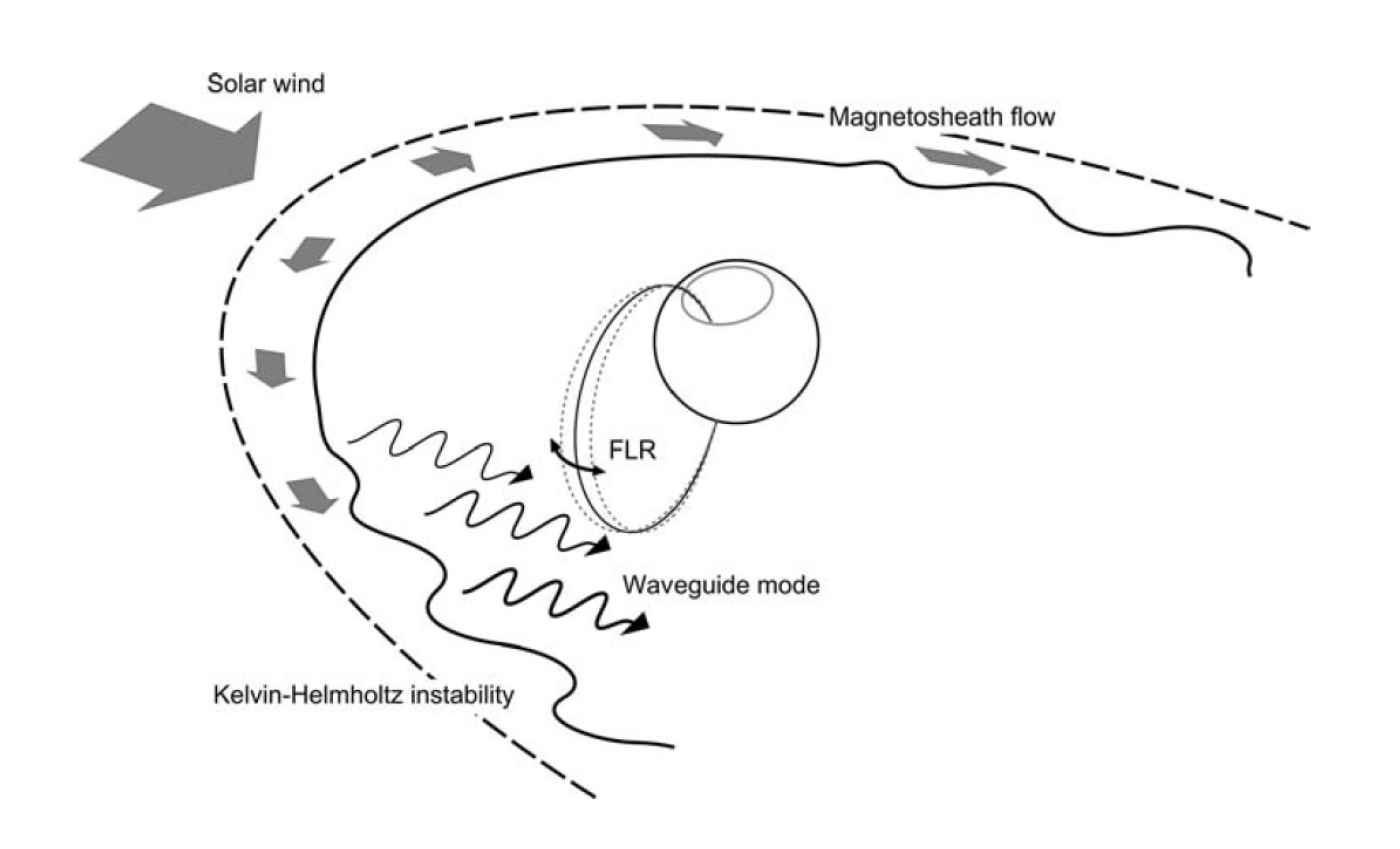 Solar wind
Magnetosheath flow
FLR
Waveguide mode
Kelvin-Helmholtz instability